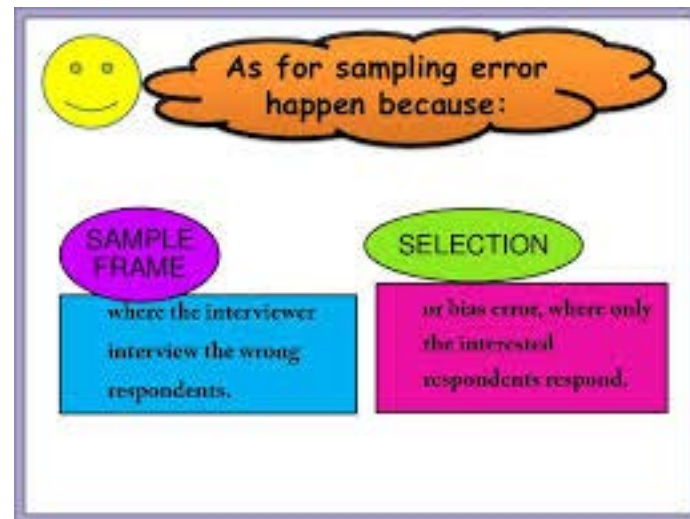 As for sampling error
happen because:
SAMPLE
FRAME
where the interviewer
interview the wrong
respondents.
SELECTION
or bias error, where only
the interested
respondents respond.